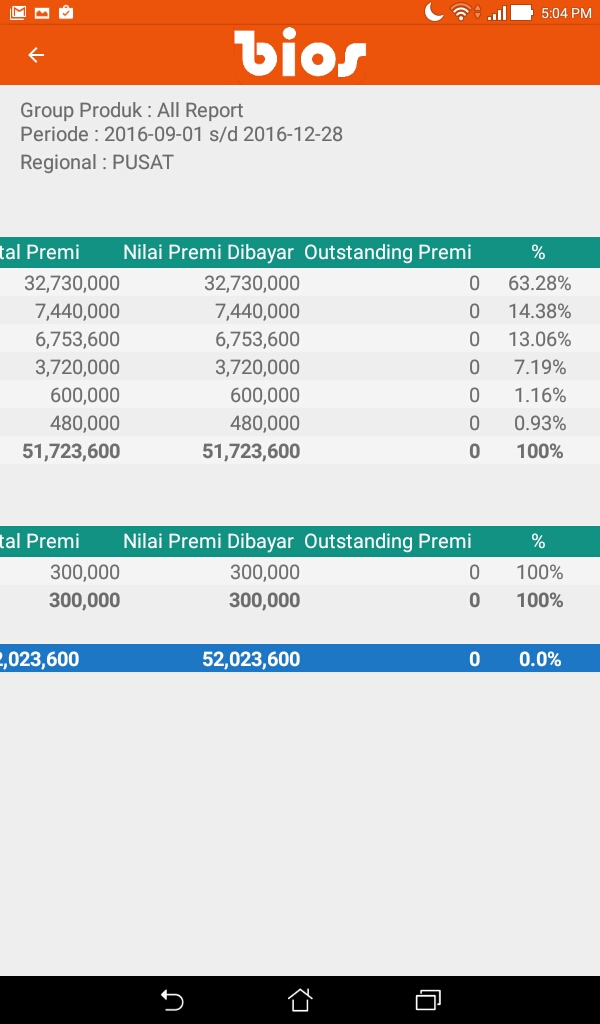 5:04 PM
bios
Group Produk : All Report
Periode : 2016-09-01 s/d 2016-12-28
Regional : PUSAT
tal Premi Nilai Premi Dibayar Outstanding Premi %
32,730,000 32,730,000 0 63.28%
7,440,000 7,440,000 0 14.38%
6,753,600 6,753,600 0 13.06%
3,720,000 3,720,000 0 7.19%
600,000 600,000 0 1.16%
480,000 480,000 0 0.93%
51,723,600 51,723,600 0 100%
tal Premi Nilai Premi Dibayar Outstanding Premi %
300,000 300,000 0 100%
300,000 300,000 0 100%
2,023,600 52,023,600 0 0.0%